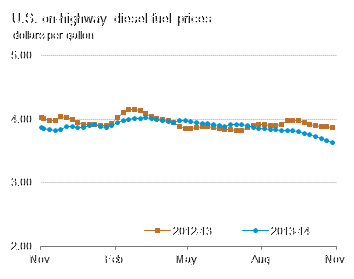 U.S. on-highway diesel fuel prices
dollars per gallon
5.00
4.00
3.00
2.00
Nov Feb May Aug Nov
2012-13 2013-14